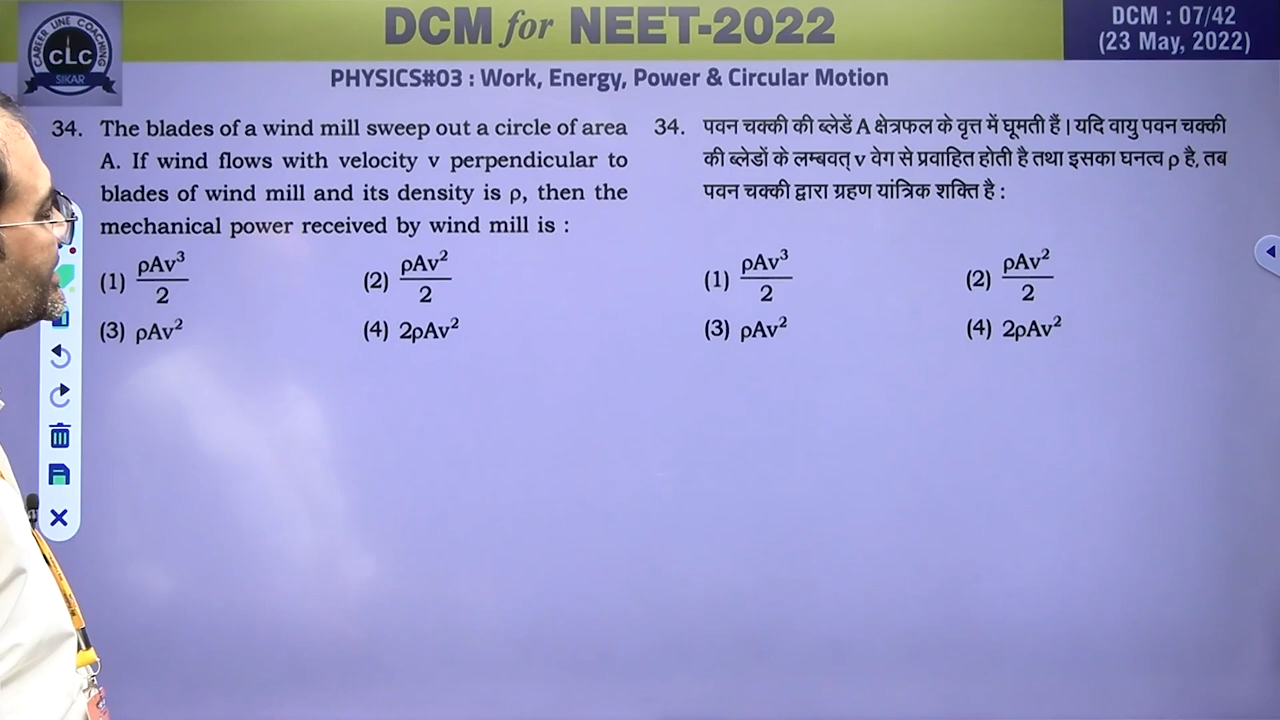 CAREER LINE COACHING
CLC
SIKAR
DCM for NEET-2022
DCM : 07/42
(23 May, 2022)
PHYSICS#03 : Work, Energy, Power & Circular Motion
34. The blades of a wind mill sweep out a circle of area
A. If wind flows with velocity v perpendicular to
blades of wind mill and its density is ρ, then the
mechanical power received by wind mill is :
(1) ρAv³/2 (2) ρAv²/2
(3) ρAv² (4) 2ρAv²
34. पवन चक्की की ब्लेडें A क्षेत्रफल के वृत्त में घूमती हैं। यदि वायु पवन चक्की
की ब्लेडों के लम्बवत् v वेग से प्रवाहित होती है तथा इसका घनत्व ρ है, तब
पवन चक्की द्वारा ग्रहण यांत्रिक शक्ति है :
(1) ρAv³/2 (2) ρAv²/2
(3) ρAv² (4) 2ρAv²